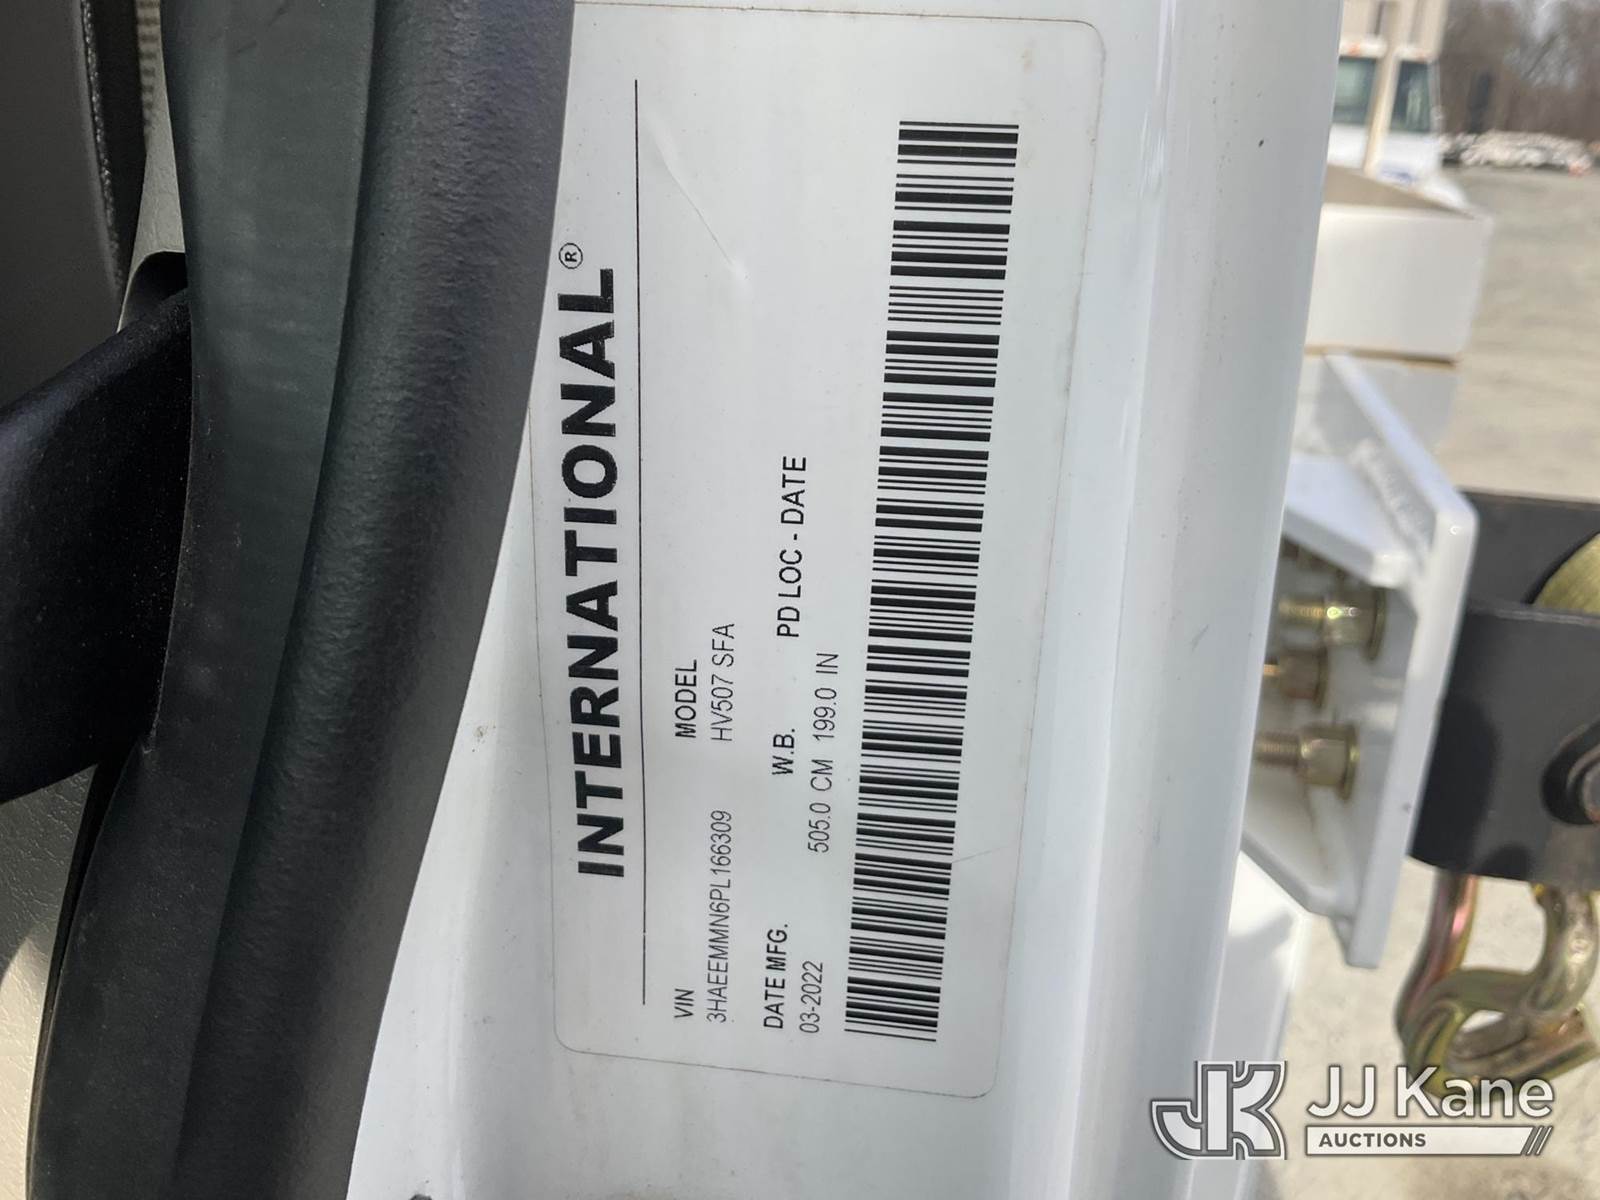 INTERNATIONAL®
VIN MODEL
3HAEEMMN6PL166309 HV507 SFA
DATE MFG. W.B. PD LOC - DATE
03-2022 505.0 CM 199.0 IN
JK JJ Kane
AUCTIONS